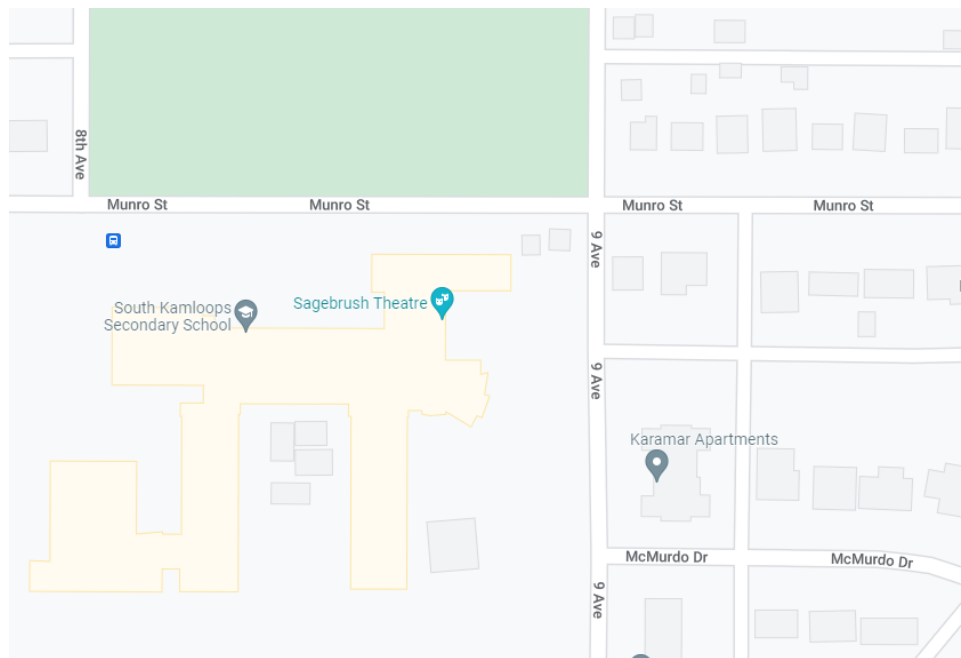 8th Ave
Munro St
Munro St
Munro St
Munro St
9 Ave
South Kamloops
Secondary School
Sagebrush Theatre
9 Ave
Karamar Apartments
McMurdo Dr
McMurdo Dr
9 Ave